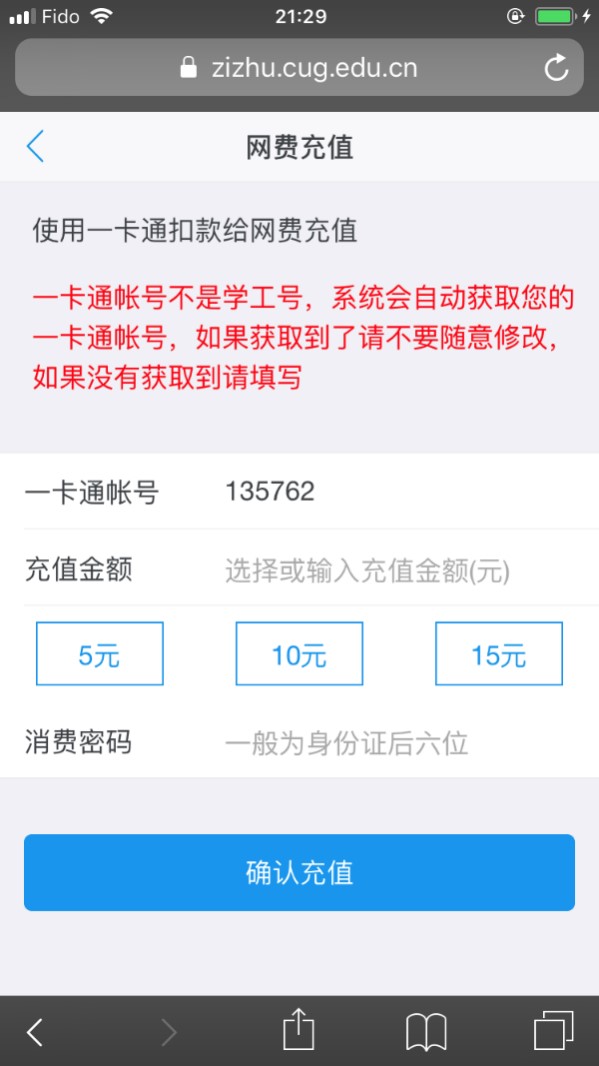 Fido 21:29
zizhu.cug.edu.cn
网费充值
使用一卡通扣款给网费充值
一卡通帐号不是学工号，系统会自动获取您的
一卡通帐号，如果获取到了请不要随意修改，
如果没有获取到请填写
一卡通帐号 135762
充值金额 选择或输入充值金额(元)
5元 10元 15元
消费密码 一般为身份证后六位
确认充值